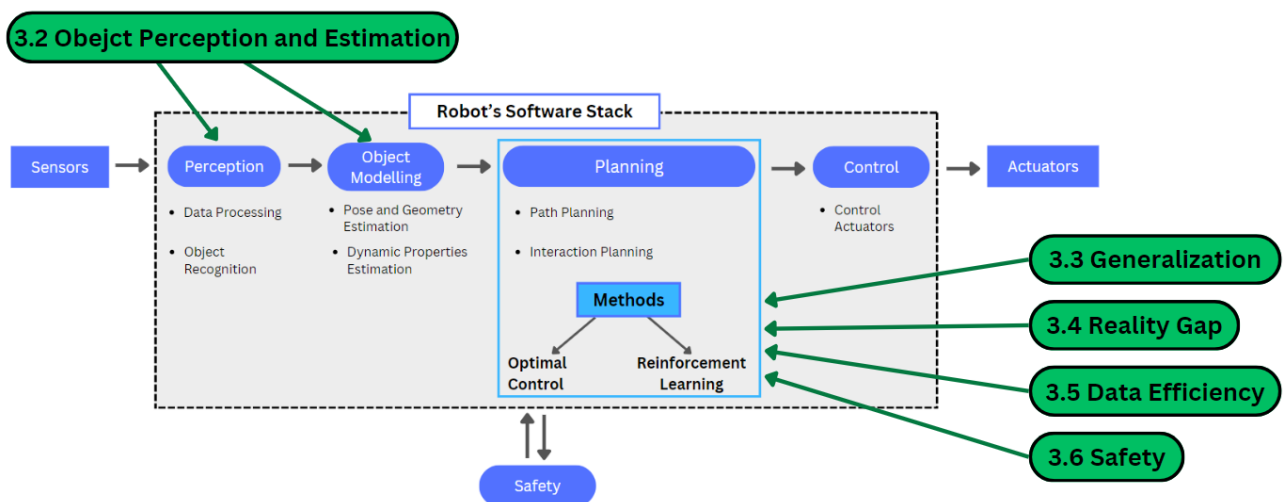 3.2 Obejct Perception and Estimation
Robot's Software Stack
Sensors
Perception
Object
Modelling
Planning
Control
Actuators
• Data Processing
• Object
Recognition
• Pose and Geometry
Estimation
• Dynamic Properties
Estimation
• Path Planning
• Interaction Planning
• Control
Actuators
Methods
Optimal
Control
Reinforcement
Learning
3.3 Generalization
3.4 Reality Gap
3.5 Data Efficiency
3.6 Safety
Safety